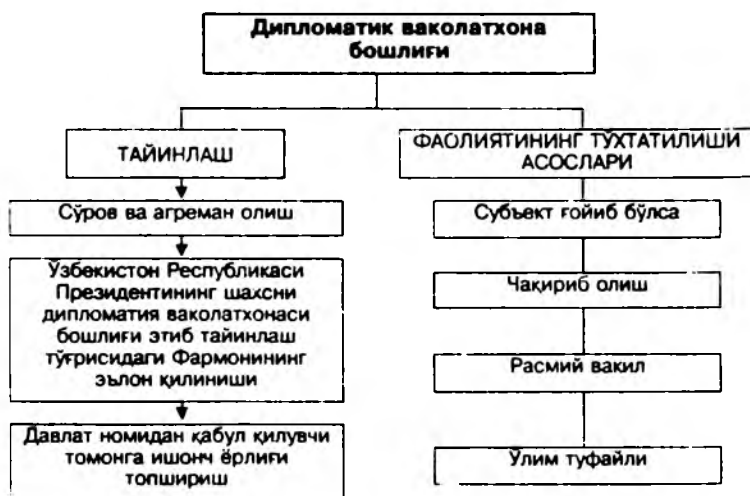 Дипломатик ваколатхона
бошлиғи
ТАЙИНЛАШ
Сўров ва агреман олиш
Ўзбекистон Республикаси
Президентининг шахсни
дипломатия ваколатхонаси
бошлиғи этиб тайинлаш
тўғрисидаги Фармонининг
эълон қилиниши
Давлат номидан қабул қилувчи
томонга ишонч ёрлиғи
топшириш
ФАОЛИЯТИНИНГ ТЎХТАТИЛИШИ
АСОСЛАРИ
Субъект ғойиб бўлса
Чақириб олиш
Расмий вакил
Ўлим туфайли